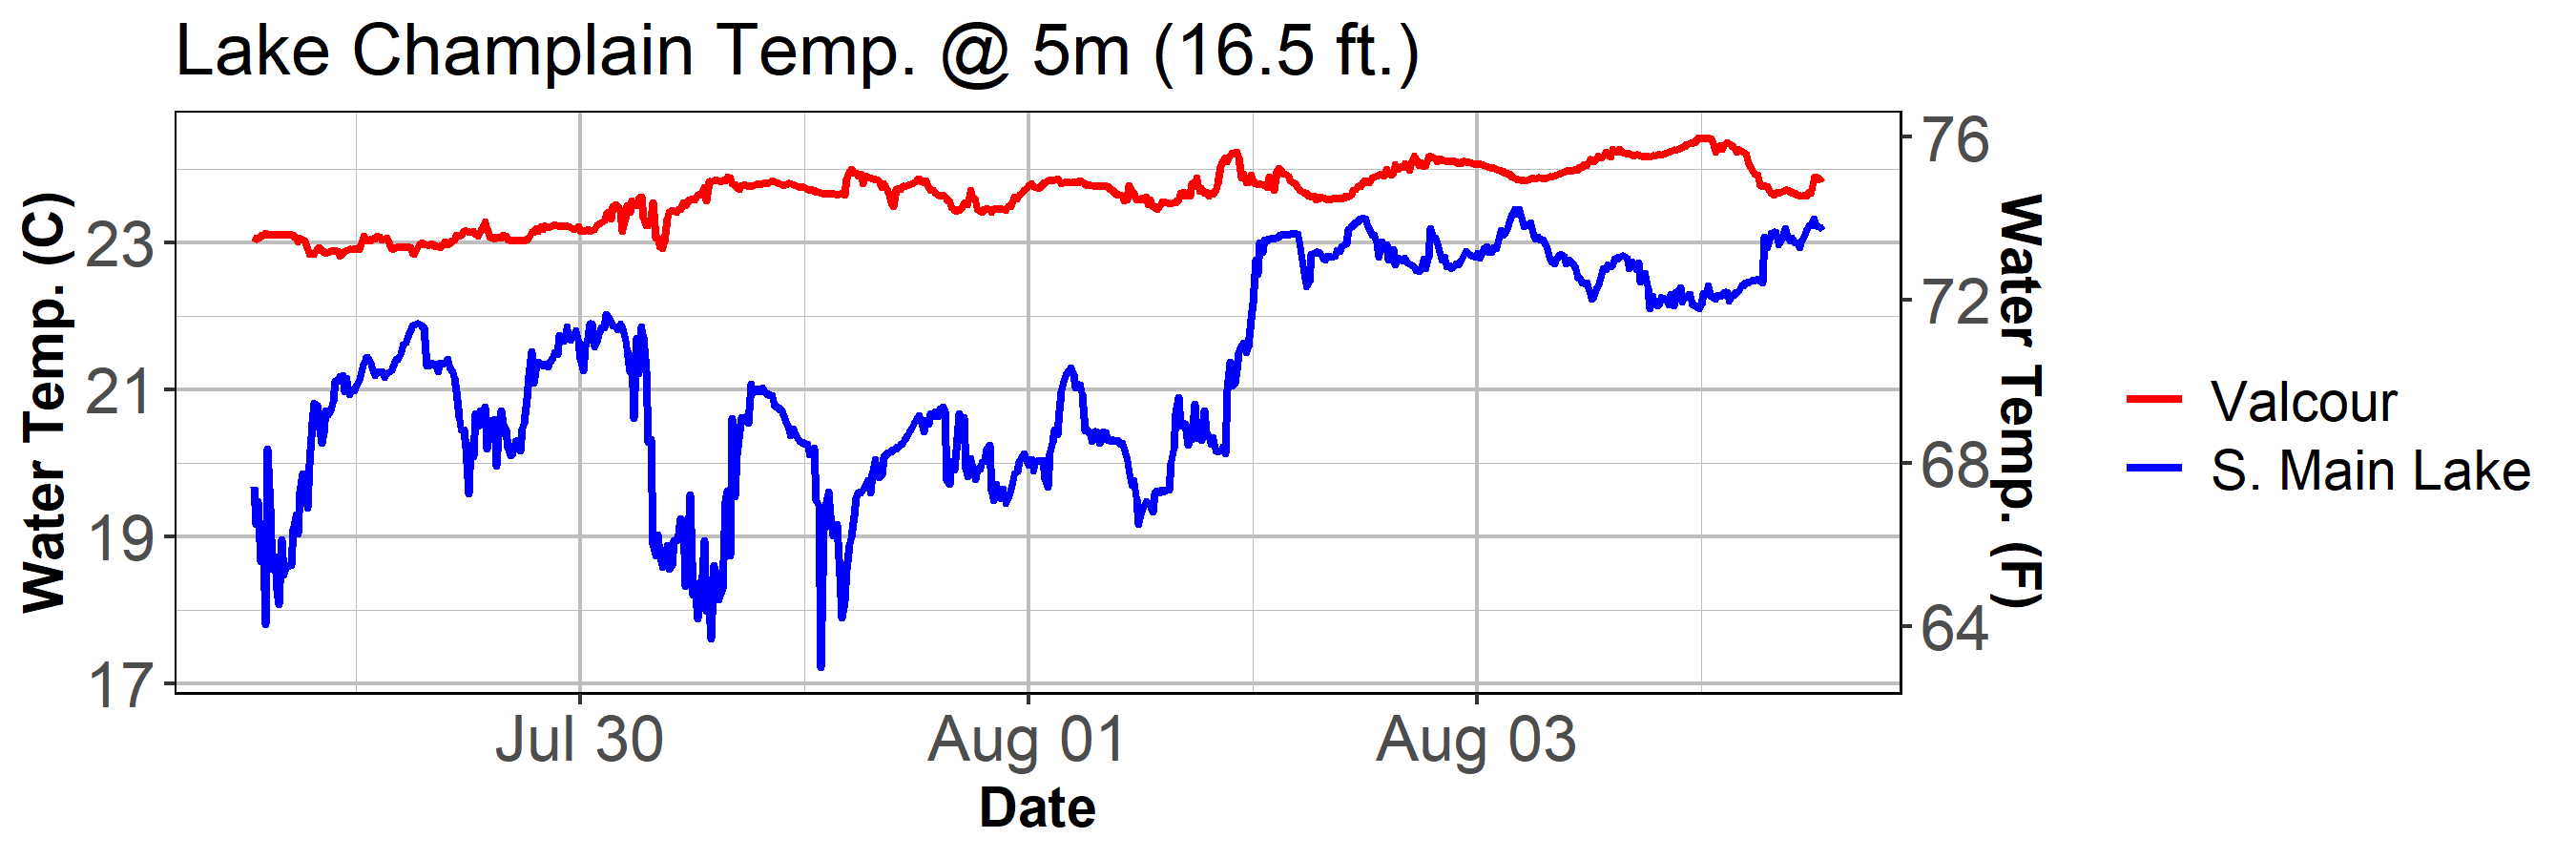 Lake Champlain Temp. @ 5m (16.5 ft.)
Water Temp. (C)
23
21
19
17
76
72
68
64
Water Temp. (F)
Jul 30
Aug 01
Aug 03
Date
Valcour
S. Main Lake